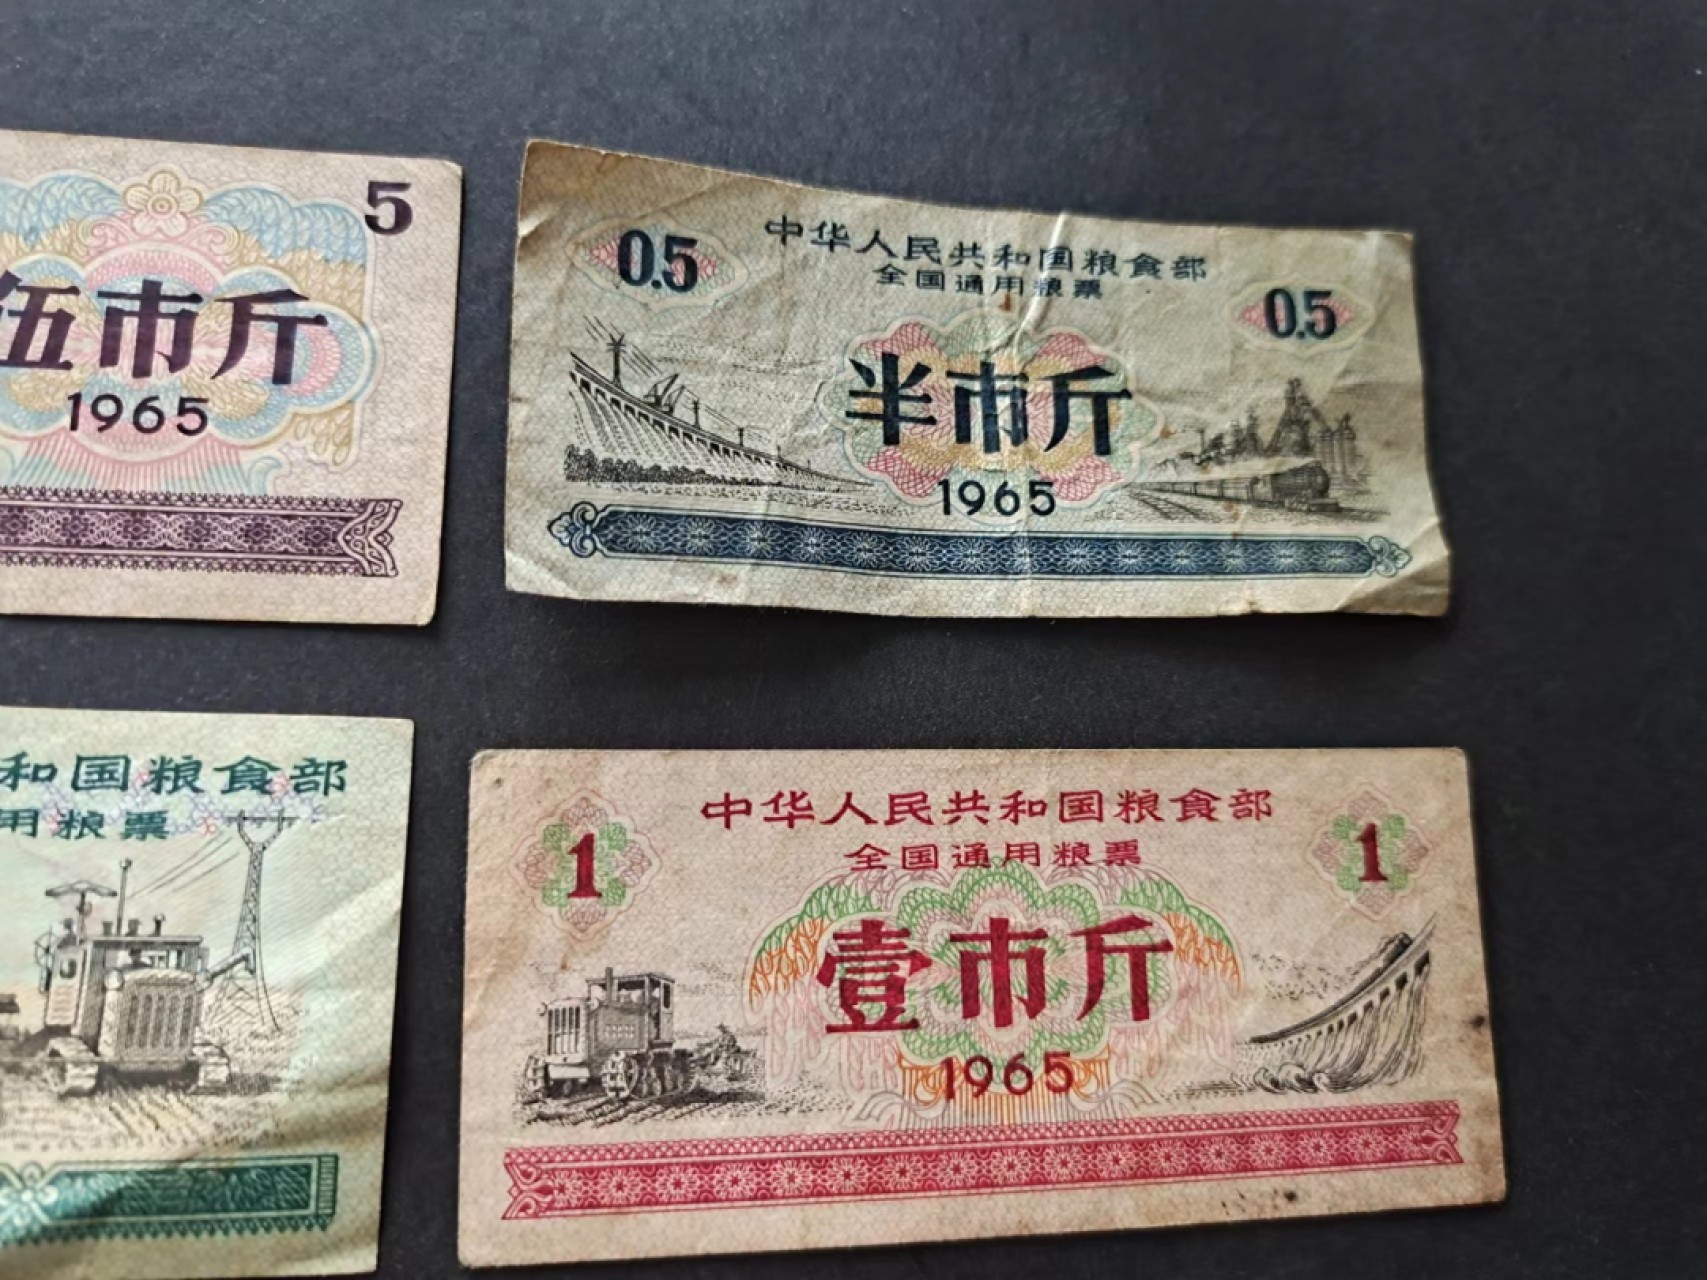 5
伍市斤
1965
中华人民共和国粮食部
全国通用粮票
0.5
0.5
半市斤
1965
和国粮食部
用粮票
中华人民共和国粮食部
全国通用粮票
1
1
壹市斤
1965